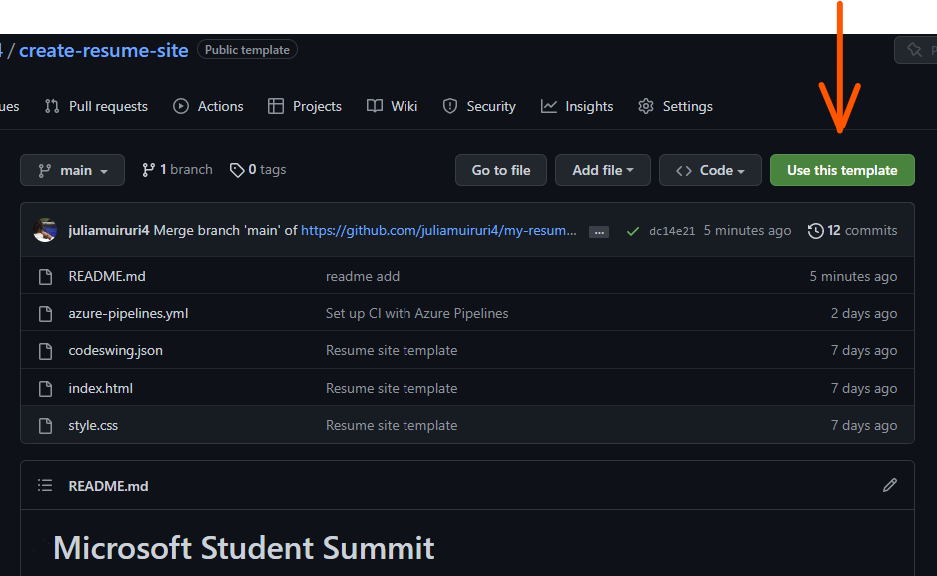 / create-resume-site Public template
ues Pull requests Actions Projects Wiki Security Insights Settings
main 1 branch 0 tags Go to file Add file Code Use this template
juliamuiruri4 Merge branch 'main' of https://github.com/juliamuiruri4/my-resum... ... dc14e21 5 minutes ago 12 commits
README.md readme add 5 minutes ago
azure-pipelines.yml Set up CI with Azure Pipelines 2 days ago
codeswing.json Resume site template 7 days ago
index.html Resume site template 7 days ago
style.css Resume site template 7 days ago
README.md
Microsoft Student Summit